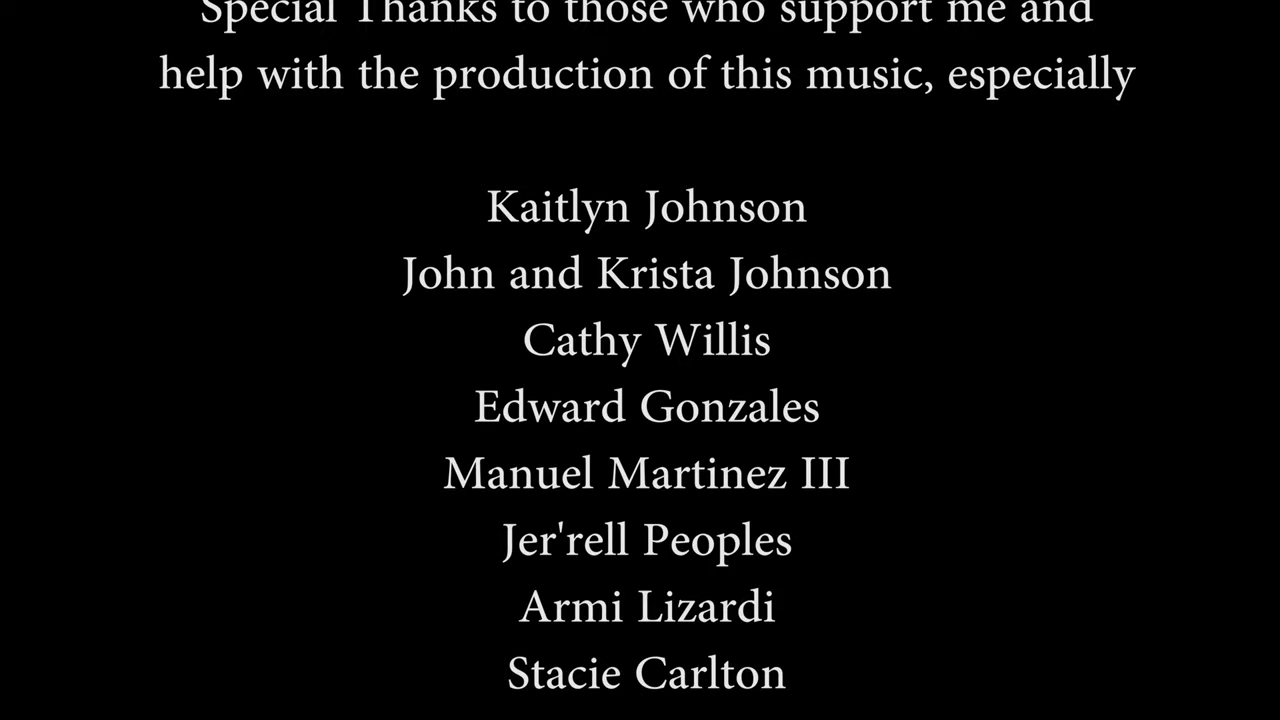 Special Thanks to those who support me and
help with the production of this music, especially
Kaitlyn Johnson
John and Krista Johnson
Cathy Willis
Edward Gonzales
Manuel Martinez III
Jer'rell Peoples
Armi Lizardi
Stacie Carlton